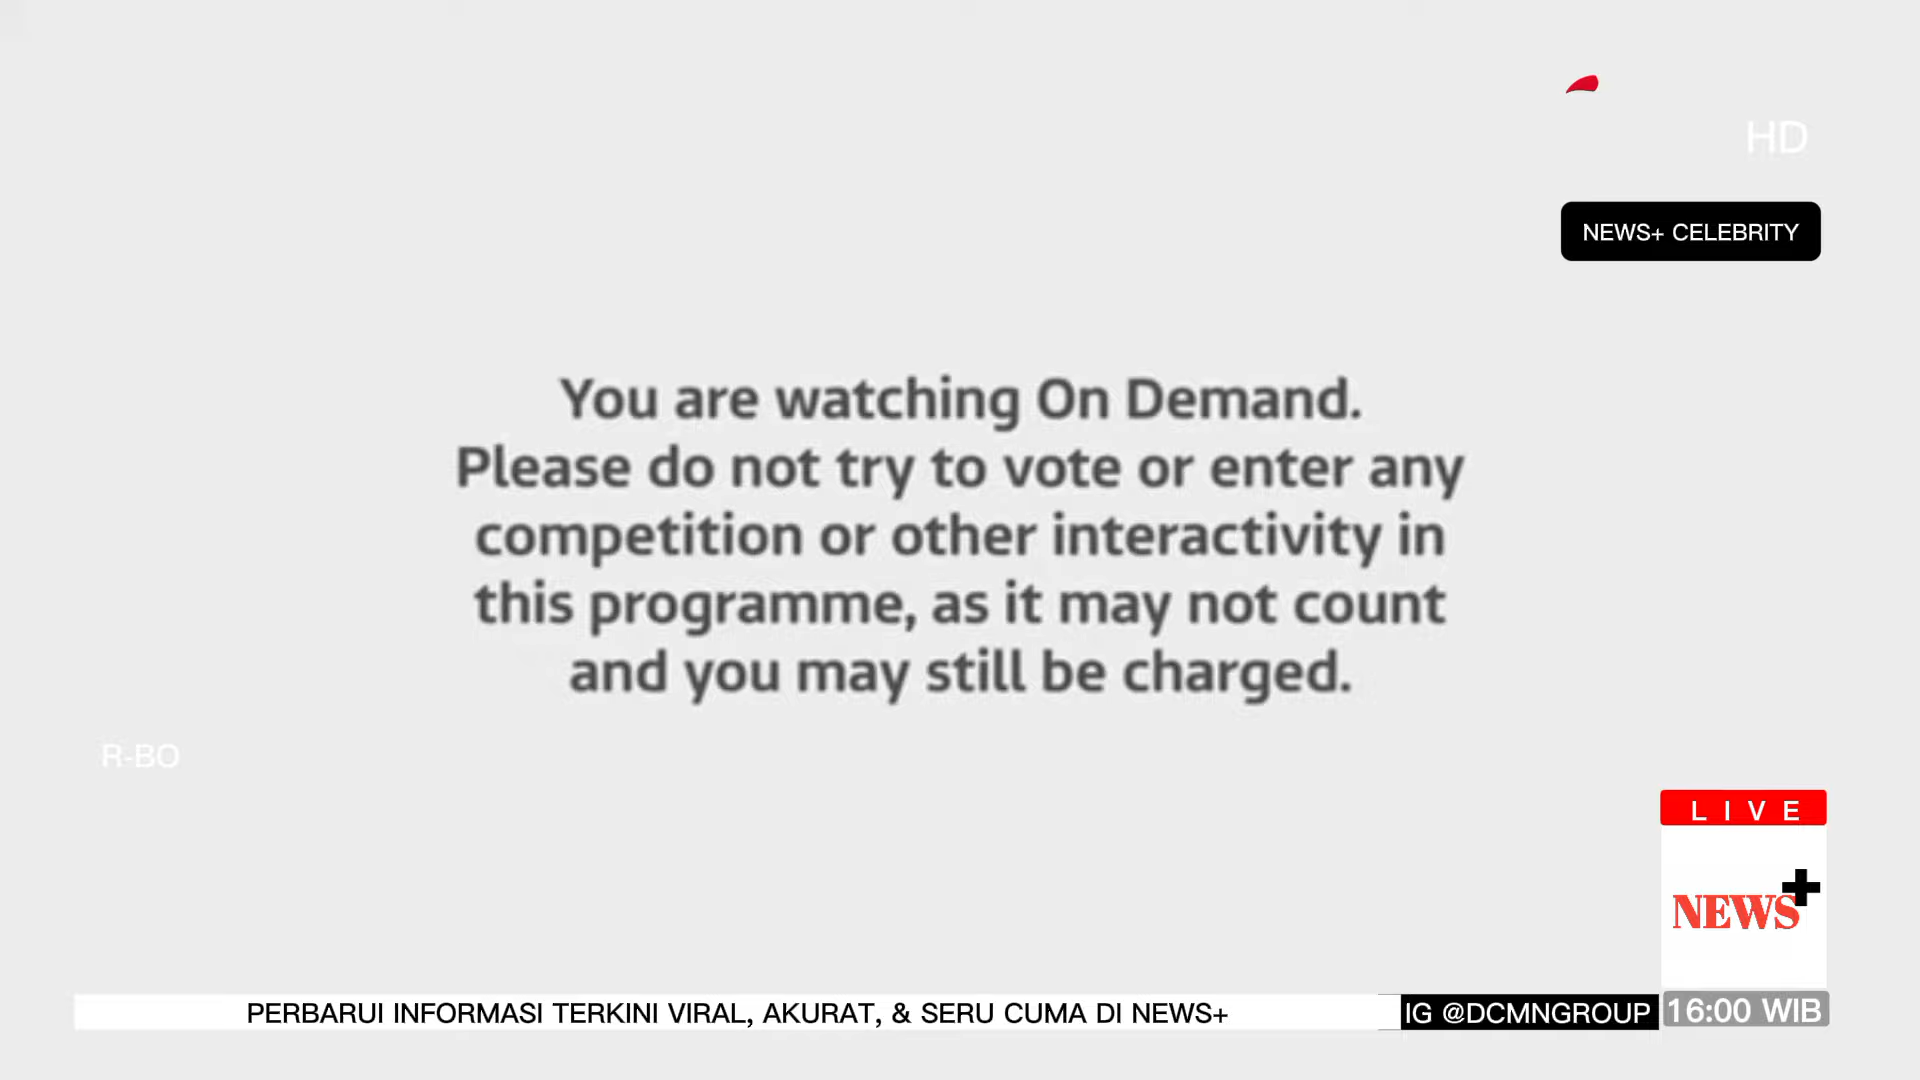 HD
NEWS+ CELEBRITY
You are watching On Demand.
Please do not try to vote or enter any
competition or other interactivity in
this programme, as it may not count
and you may still be charged.
R-BO
LIVE
NEWS+
PERBARUI INFORMASI TERKINI VIRAL, AKURAT, & SERU CUMA DI NEWS+
IG @DCMNGROUP
16:00 WIB